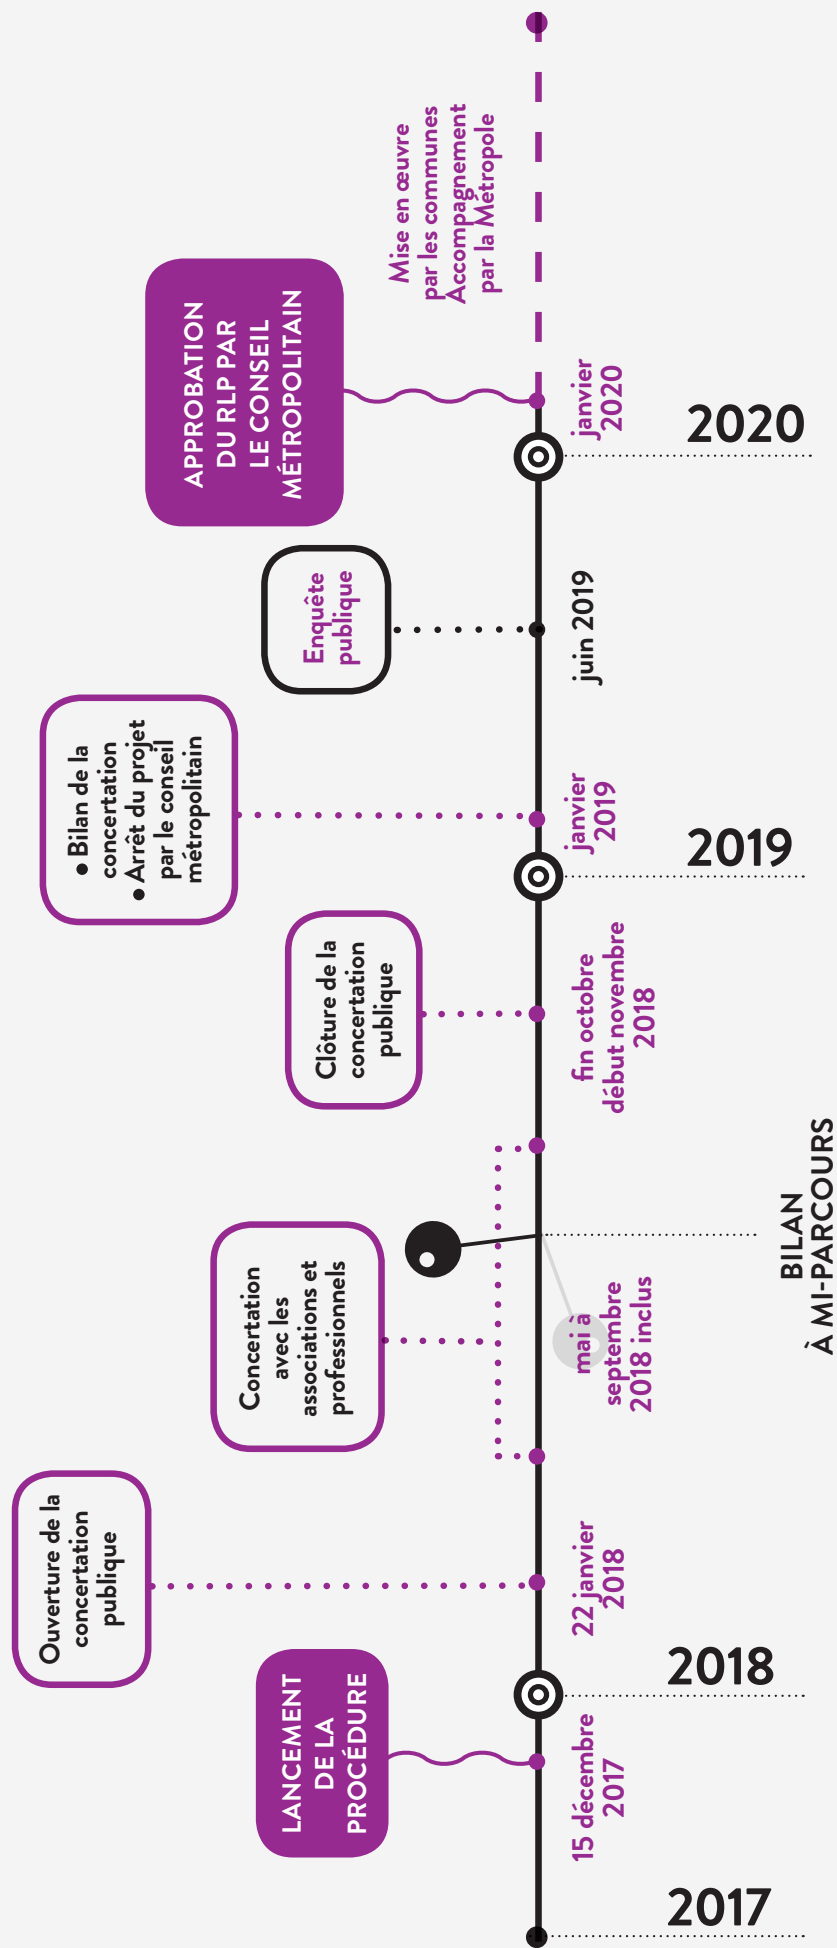 LANCEMENT
DE LA
PROCÉDURE
15 décembre
2017
Ouverture de la
concertation
publique
22 janvier
2018
Concertation
avec les
associations et
professionnels
mai à
septembre
2018 inclus
BILAN
À MI-PARCOURS
Clôture de la
concertation
publique
fin octobre
début novembre
2018
• Bilan de la
concertation
• Arrêt du projet
par le conseil
métropolitain
janvier
2019
Enquête
publique
juin 2019
APPROBATION
DU RLP PAR
LE CONSEIL
MÉTROPOLITAIN
janvier
2020
Mise en œuvre
par les communes
Accompagnement
par la Métropole
2017
2018
2019
2020